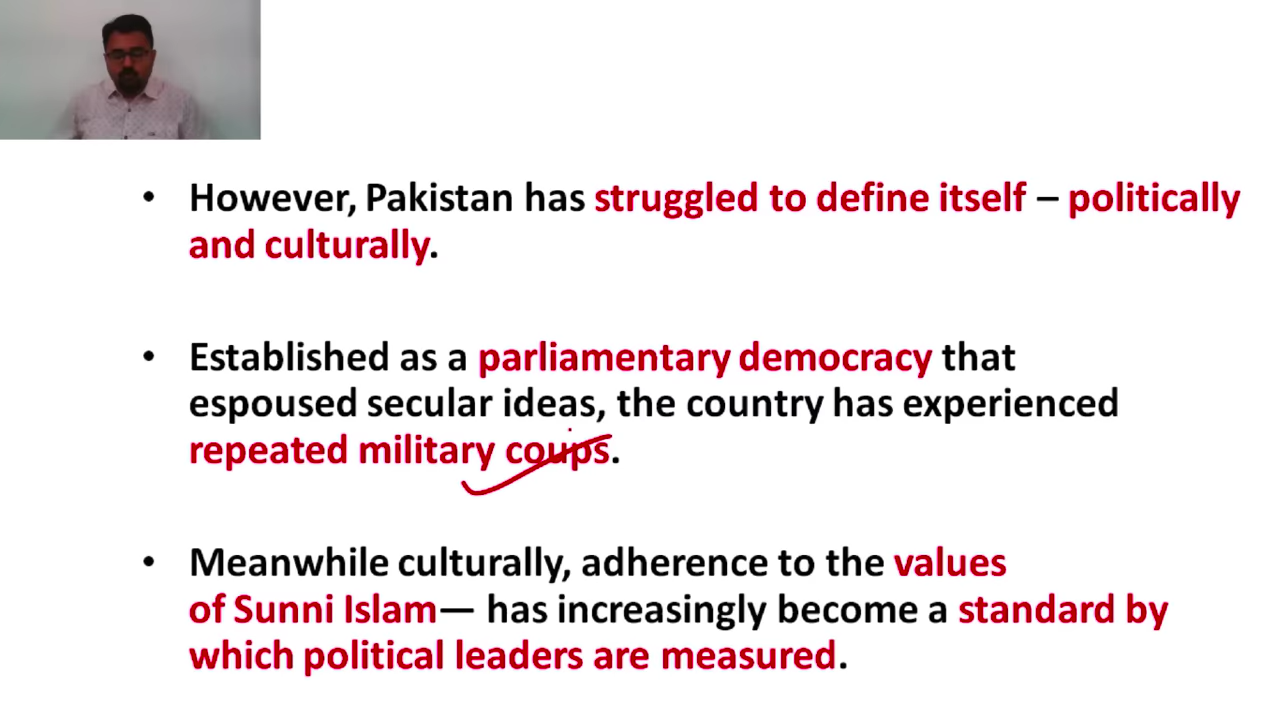 • However, Pakistan has struggled to define itself – politically
and culturally.
• Established as a parliamentary democracy that
espoused secular ideas, the country has experienced
repeated military coups.
• Meanwhile culturally, adherence to the values
of Sunni Islam— has increasingly become a standard by
which political leaders are measured.